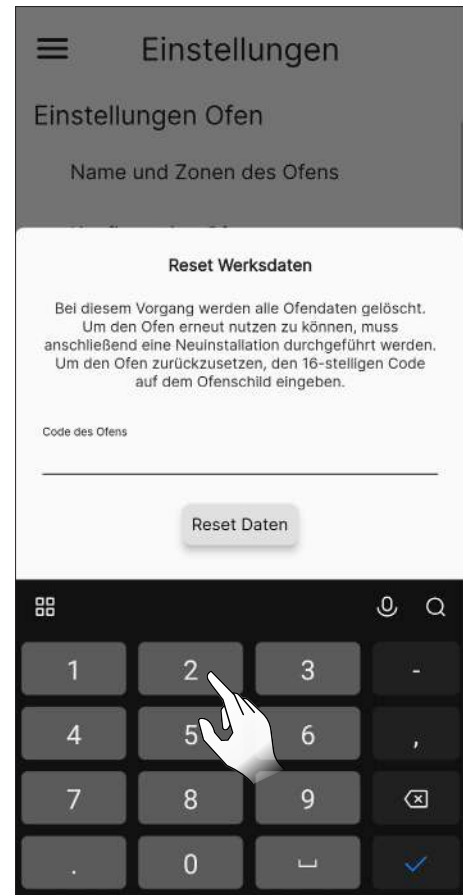 Einstellungen
Einstellungen Ofen
Name und Zonen des Ofens
Reset Werksdaten
Bei diesem Vorgang werden alle Ofendaten gelöscht.
Um den Ofen erneut nutzen zu können, muss
anschließend eine Neuinstallation durchgeführt werden.
Um den Ofen zurückzusetzen, den 16-stelligen Code
auf dem Ofenschild eingeben.
Code des Ofens
Reset Daten
1 2 3 -
4 5 6 ,
7 8 9
. 0